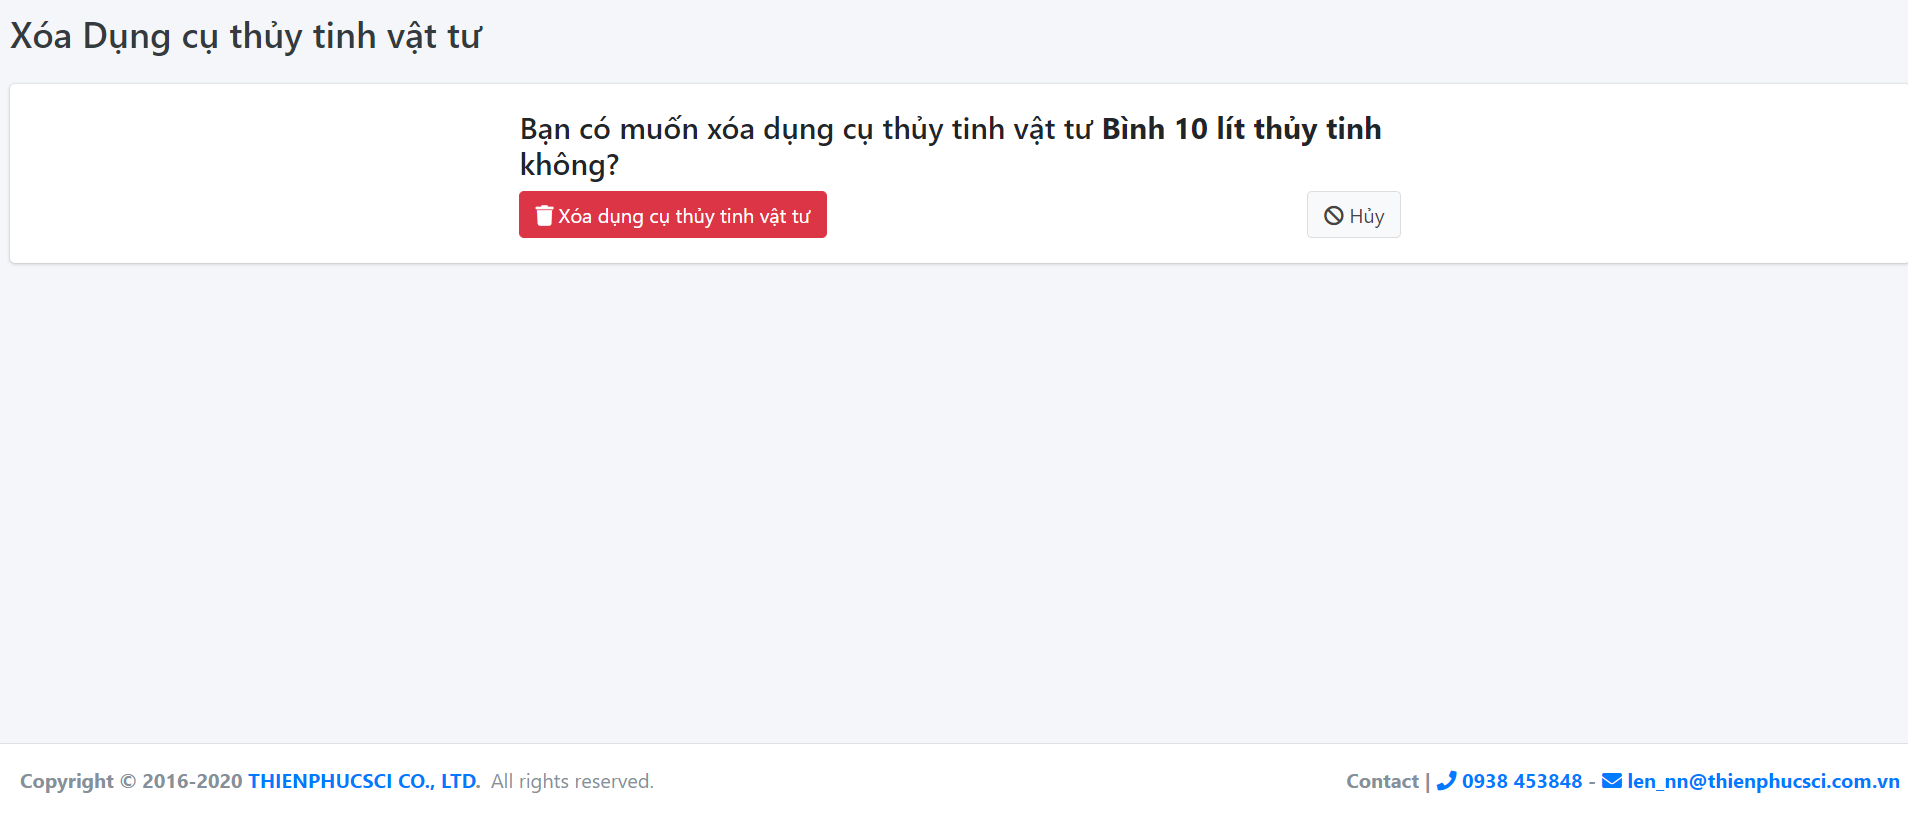 Xóa Dụng cụ thủy tinh vật tư
Bạn có muốn xóa dụng cụ thủy tinh vật tư Bình 10 lít thủy tinh
không?
Xóa dụng cụ thủy tinh vật tư
Hủy
Copyright © 2016-2020 THIENPHUCSCI CO., LTD. All rights reserved.
Contact | 0938 453848 - len_nn@thienphucsci.com.vn